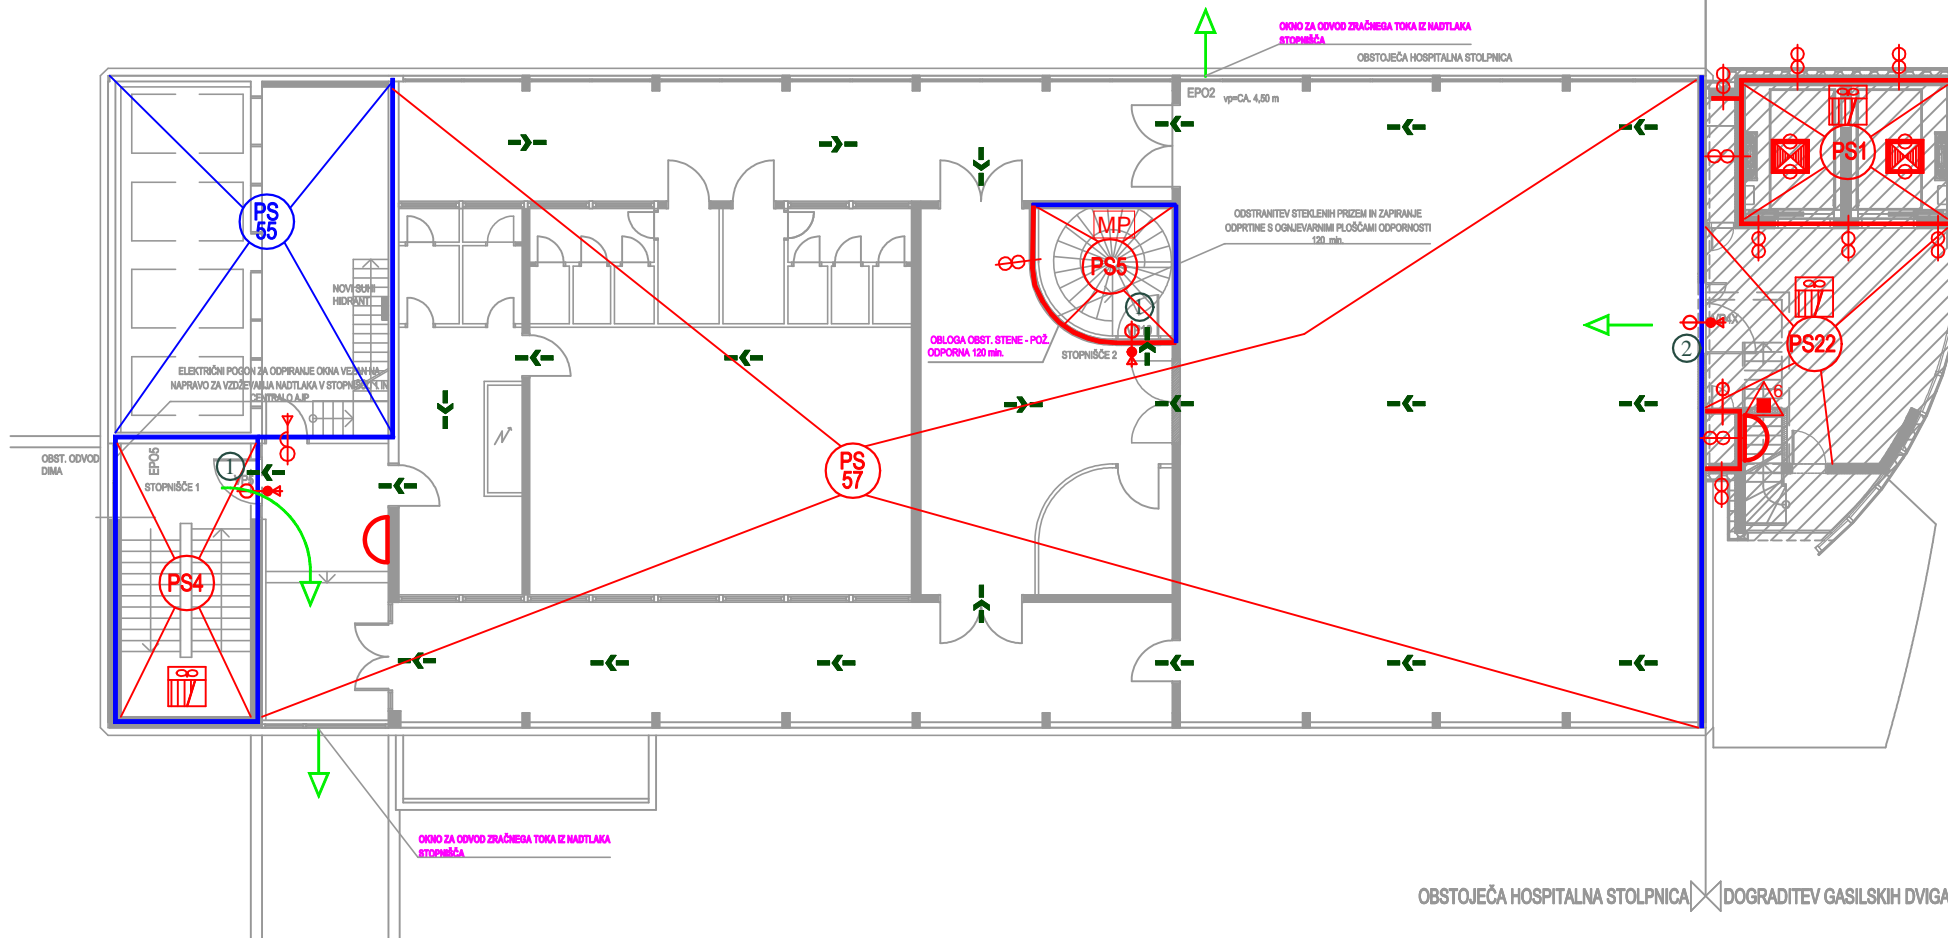 OKNO ZA ODVOD ZRAČNEGA TOKA IZ NADTLAKA
STOPNIŠČA
OBSTOJEČA HOSPITALNA STOLPNICA
EPO2
vp=CA. 4,50 m
PS1
PS
55
ODSTRANITEV STEKLENIH PRIZEM IN ZAPIRANJE
ODPRTINE S OGNJEVARNIMI PLOŠČAMI ODPORNOSTI
120 min.
MP
PS5
NOVI SUHI
HIDRANT
1
OBLOGA OBST. STENE - POŽ.
ODPORNA 120 min.
STOPNIŠČE 2
2
PS22
ELEKTRIČNI POGON ZA ODPIRANJE OKNA VEZAN NA
NAPRAVO ZA VZDŽEVANJA NADTLAKA V STOPNIŠČU 1 IN
CENTRALO AJP
6
OBST. ODVOD
DIMA
EPO5
1
STOPNIŠČE 1
PS
57
PS4
OKNO ZA ODVOD ZRAČNEGA TOKA IZ NADTLAKA
STOPNIŠČA
OBSTOJEČA HOSPITALNA STOLPNICA
DOGRADITEV GASILSKIH DVIGA